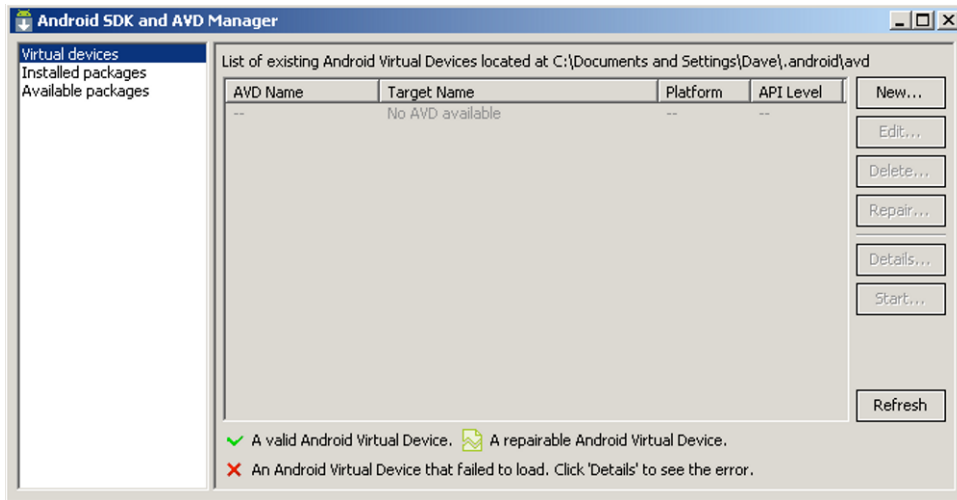 Android SDK and AVD Manager
Virtual devices
Installed packages
Available packages
List of existing Android Virtual Devices located at C:\Documents and Settings\Dave\.android\avd
AVD Name Target Name Platform API Level
-- No AVD available -- --
New...
Edit...
Delete...
Repair...
Details...
Start...
Refresh
A valid Android Virtual Device. A repairable Android Virtual Device.
An Android Virtual Device that failed to load. Click 'Details' to see the error.